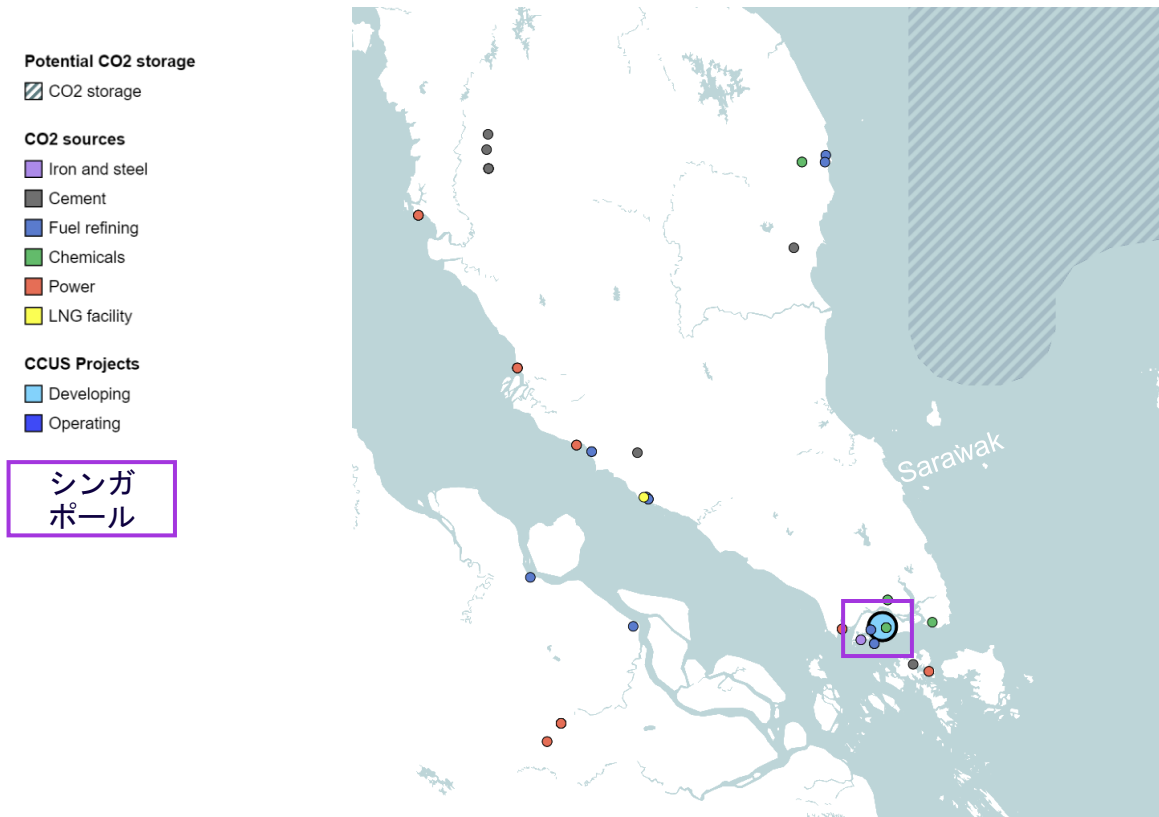 Potential CO2 storage
CO2 storage
CO2 sources
Iron and steel
Cement
Fuel refining
Chemicals
Power
LNG facility
CCUS Projects
Developing
Operating
シンガ
ポール
Sarawak